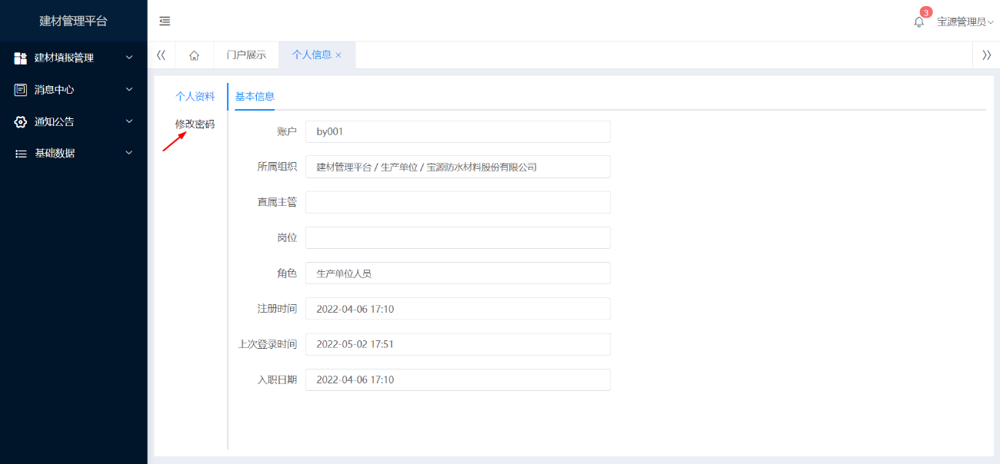 建材管理平台
3
宝源管理员
建材填报管理
消息中心
通知公告
基础数据
门户展示
个人信息 ×
个人资料
修改密码
基本信息
账户 by001
所属组织 建材管理平台 / 生产单位 / 宝源防水材料股份有限公司
直属主管
岗位
角色 生产单位人员
注册时间 2022-04-06 17:10
上次登录时间 2022-05-02 17:51
入职日期 2022-04-06 17:10